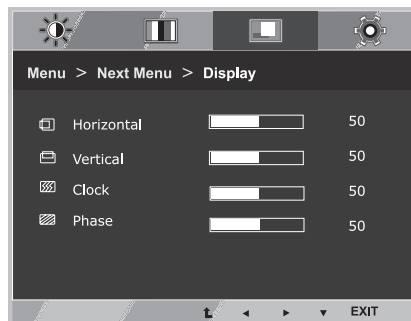 Menu > Next Menu > Display
Horizontal 50
Vertical 50
Clock 50
Phase 50
EXIT